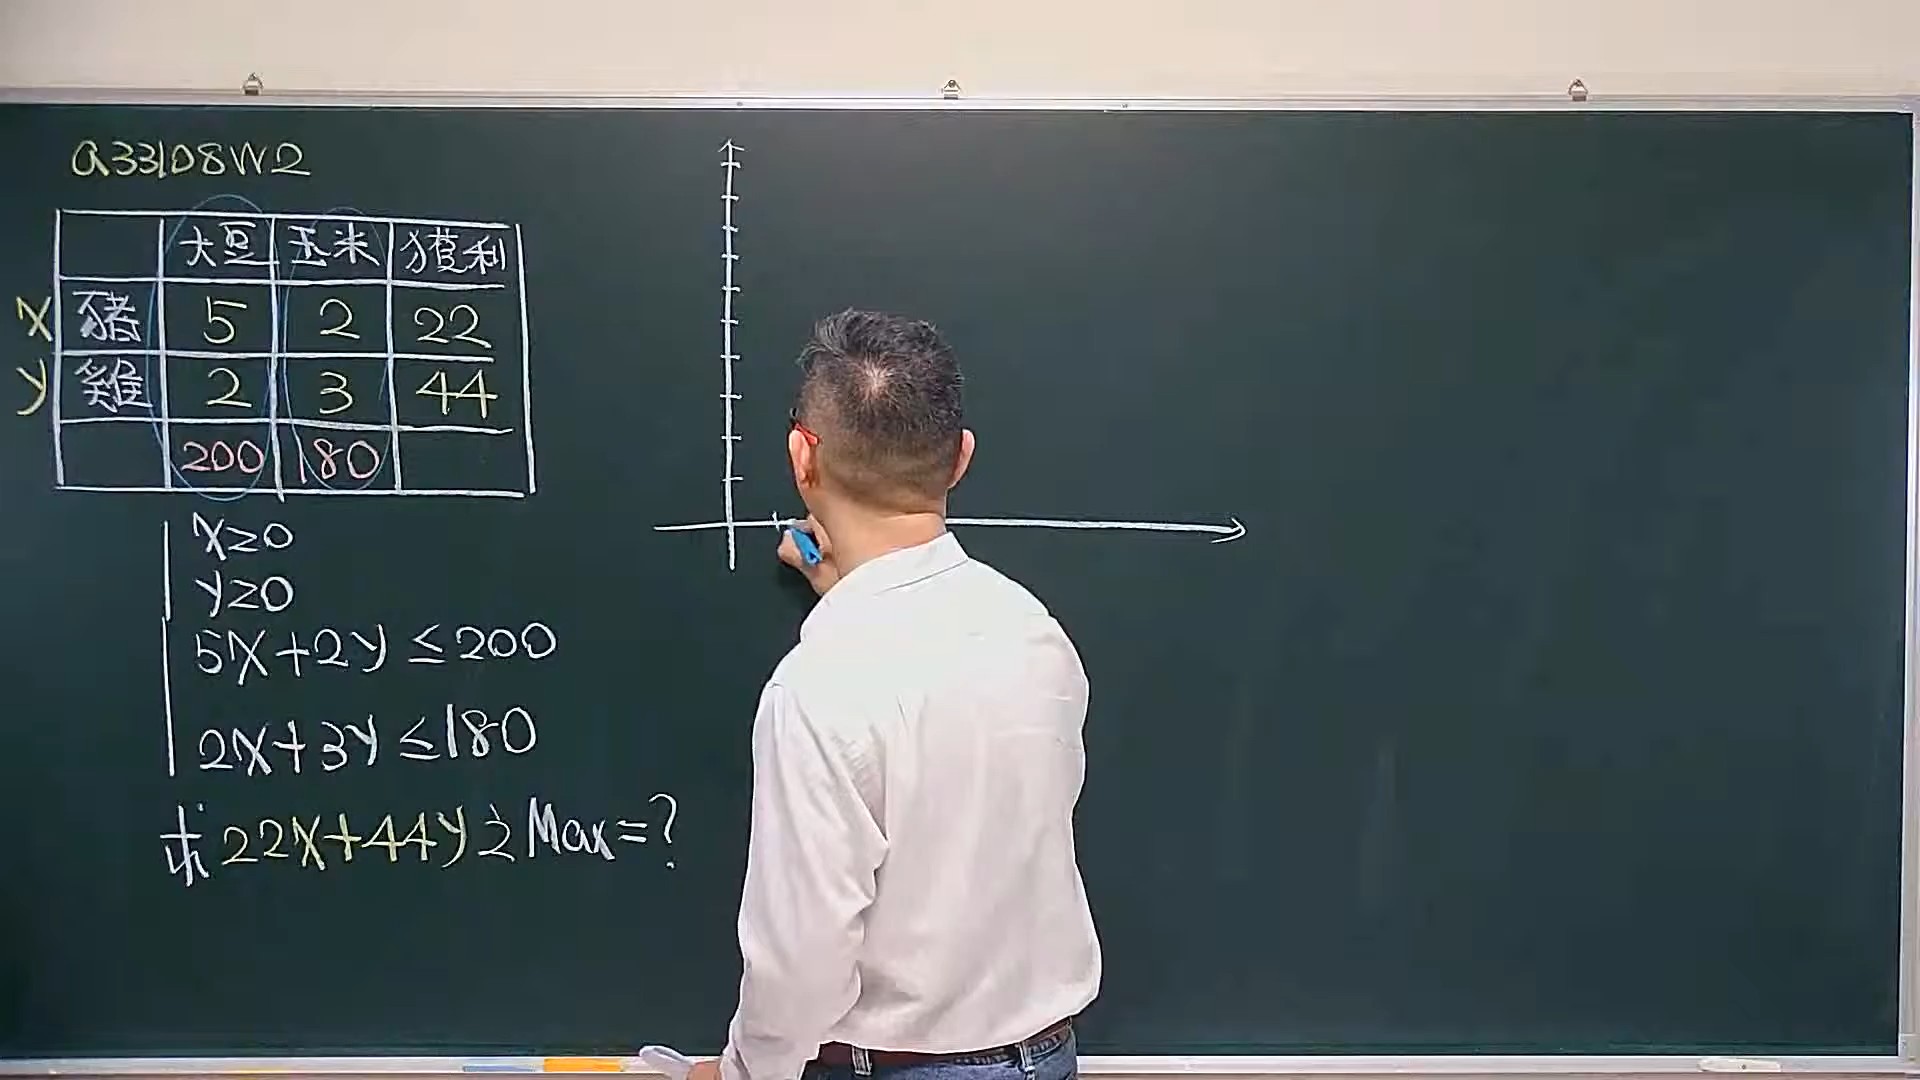 a33108W2
大豆 玉米 獲利
x 豬 5 2 22
y 雞 2 3 44
200 180
x≥0
y≥0
5x+2y≤200
2x+3y≤180
求22x+44y之Max=?